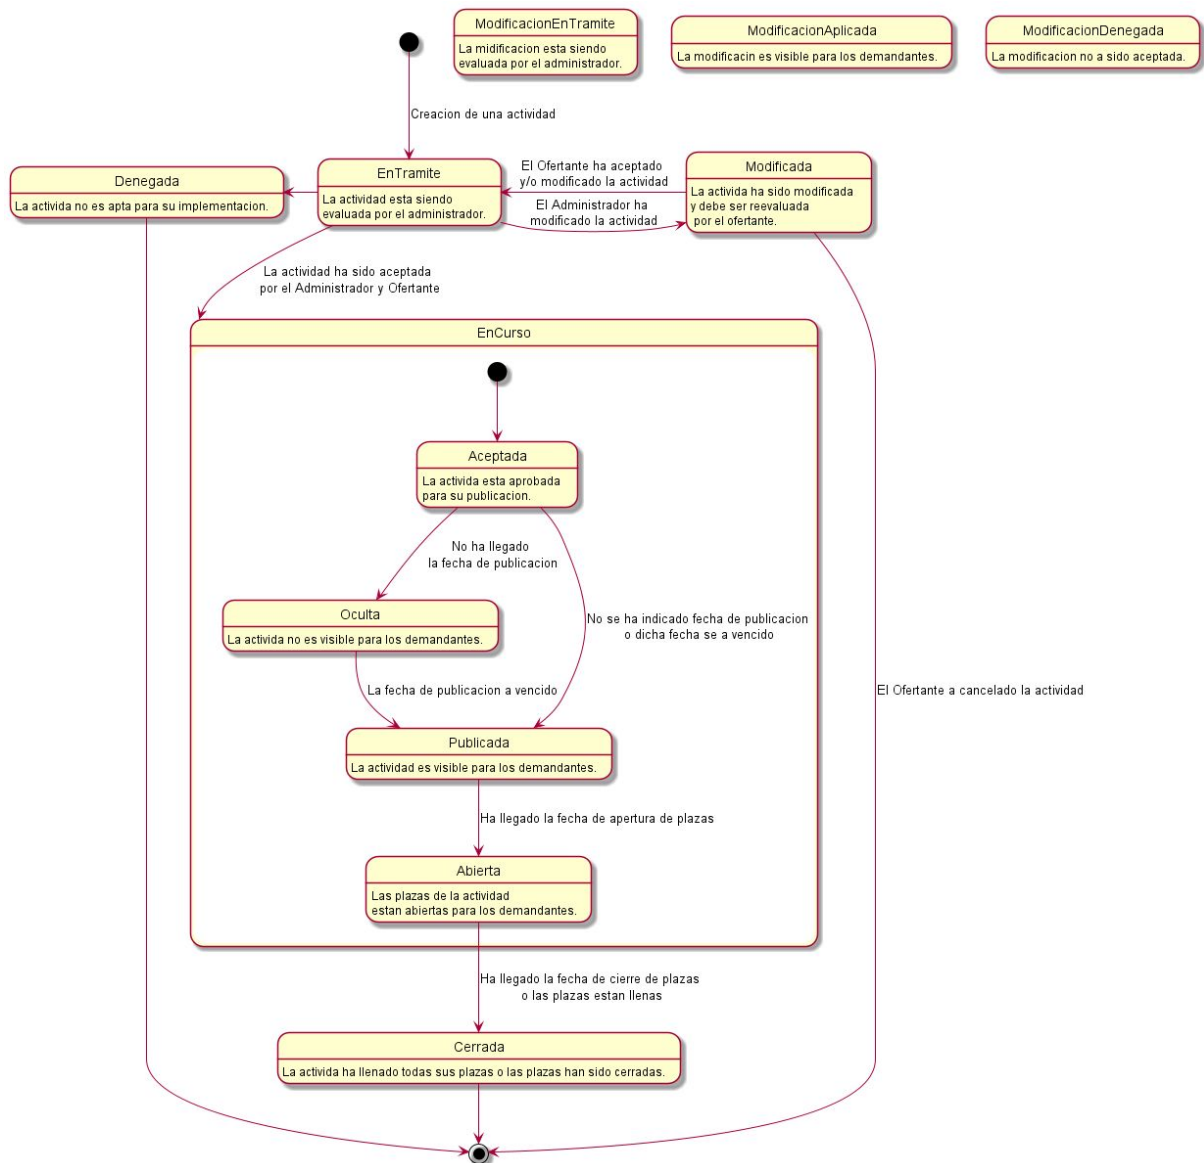 ModificacionEnTramite
La midificacion esta siendo
evaluada por el administrador.
ModificacionAplicada
La modificacin es visible para los demandantes.
ModificacionDenegada
La modificacion no a sido aceptada.
Creacion de una actividad
Denegada
La activida no es apta para su implementacion.
EnTramite
La actividad esta siendo
evaluada por el administrador.
El Ofertante ha aceptado
y/o modificado la actividad
El Administrador ha
modificado la actividad
Modificada
La activida ha sido modificada
y debe ser reevaluada
por el ofertante.
La actividad ha sido aceptada
por el Administrador y Ofertante
EnCurso
Aceptada
La activida esta aprobada
para su publicacion.
No ha llegado
la fecha de publicacion
No se ha indicado fecha de publicacion
o dicha fecha se a vencido
Oculta
La activida no es visible para los demandantes.
La fecha de publicacion a vencido
El Ofertante a cancelado la actividad
Publicada
La actividad es visible para los demandantes.
Ha llegado la fecha de apertura de plazas
Abierta
Las plazas de la actividad
estan abiertas para los demandantes.
Ha llegado la fecha de cierre de plazas
o las plazas estan llenas
Cerrada
La activida ha llenado todas sus plazas o las plazas han sido cerradas.